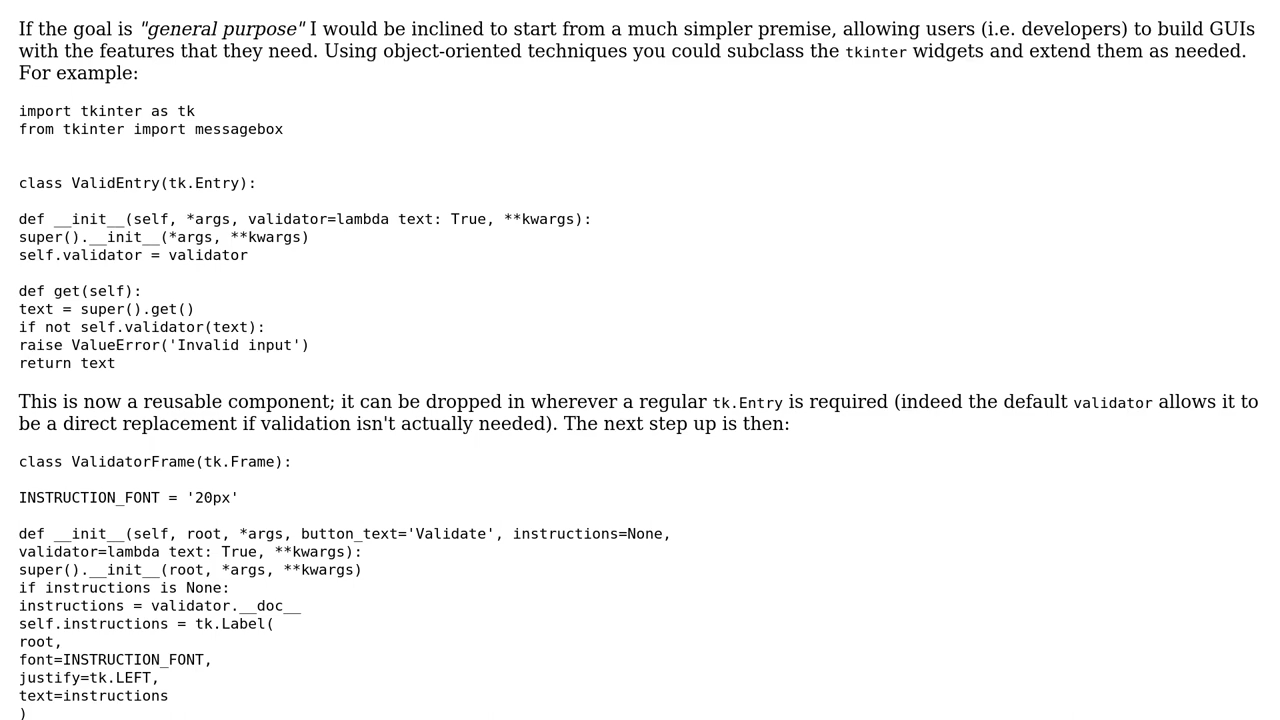 If the goal is "general purpose" I would be inclined to start from a much simpler premise, allowing users (i.e. developers) to build GUIs
with the features that they need. Using object-oriented techniques you could subclass the tkinter widgets and extend them as needed.
For example:
import tkinter as tk
from tkinter import messagebox
class ValidEntry(tk.Entry):
def __init__(self, *args, validator=lambda text: True, **kwargs):
super().__init__(*args, **kwargs)
self.validator = validator
def get(self):
text = super().get()
if not self.validator(text):
raise ValueError('Invalid input')
return text
This is now a reusable component; it can be dropped in wherever a regular tk.Entry is required (indeed the default validator allows it to
be a direct replacement if validation isn't actually needed). The next step up is then:
class ValidatorFrame(tk.Frame):
INSTRUCTION_FONT = '20px'
def __init__(self, root, *args, button_text='Validate', instructions=None,
validator=lambda text: True, **kwargs):
super().__init__(root, *args, **kwargs)
if instructions is None:
instructions = validator.__doc__
self.instructions = tk.Label(
root,
font=INSTRUCTION_FONT,
justify=tk.LEFT,
text=instructions
)